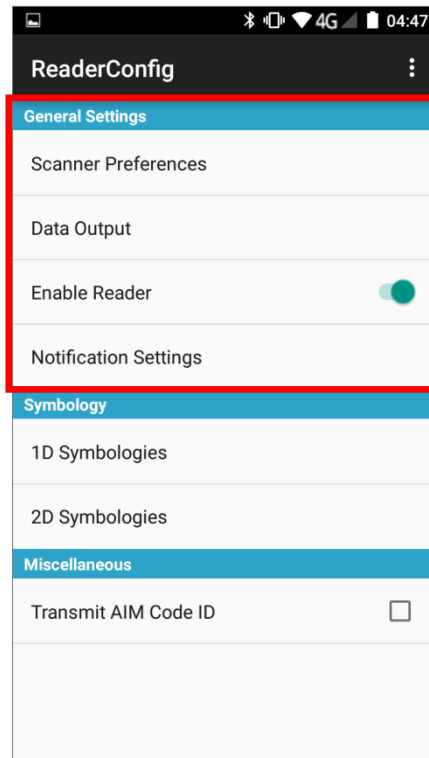 4G 04:47
ReaderConfig
General Settings
Scanner Preferences
Data Output
Enable Reader
Notification Settings
Symbology
1D Symbologies
2D Symbologies
Miscellaneous
Transmit AIM Code ID